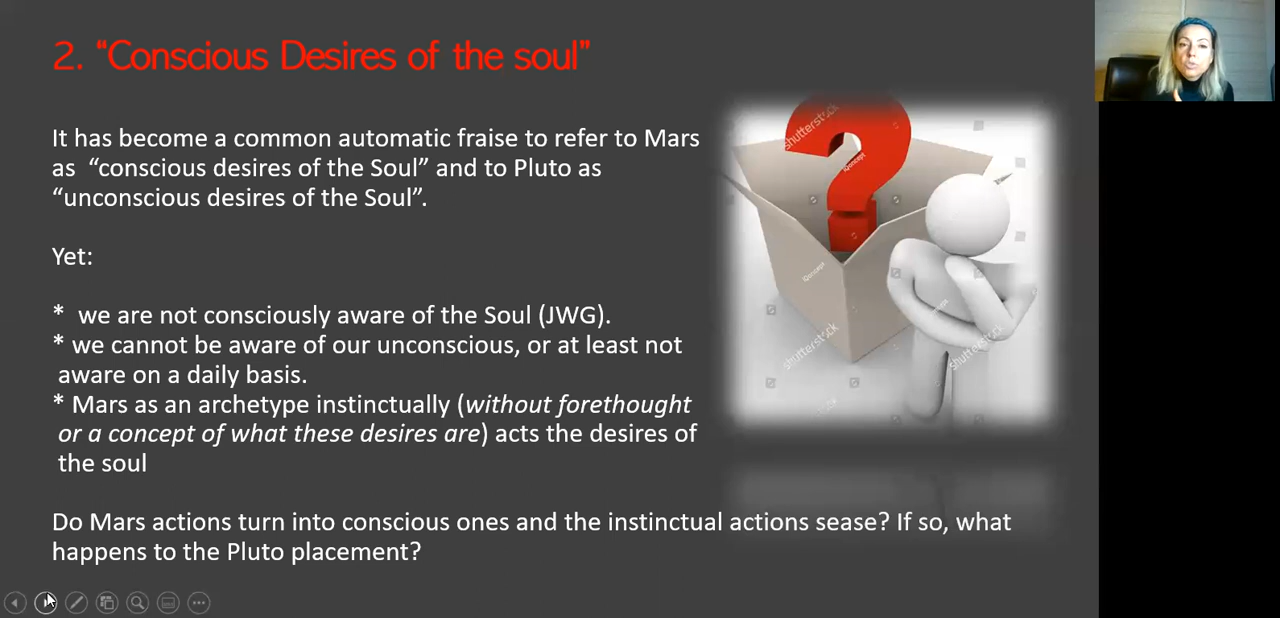 2. “Conscious Desires of the soul”
It has become a common automatic fraise to refer to Mars
as “conscious desires of the Soul” and to Pluto as
“unconscious desires of the Soul”.
Yet:
* we are not consciously aware of the Soul (JWG).
* we cannot be aware of our unconscious, or at least not
aware on a daily basis.
* Mars as an archetype instinctually (without forethought
or a concept of what these desires are) acts the desires of
the soul
Do Mars actions turn into conscious ones and the instinctual actions sease? If so, what
happens to the Pluto placement?
shutterstock
IQconcept
shutterstock
IQconcept
shutterstock